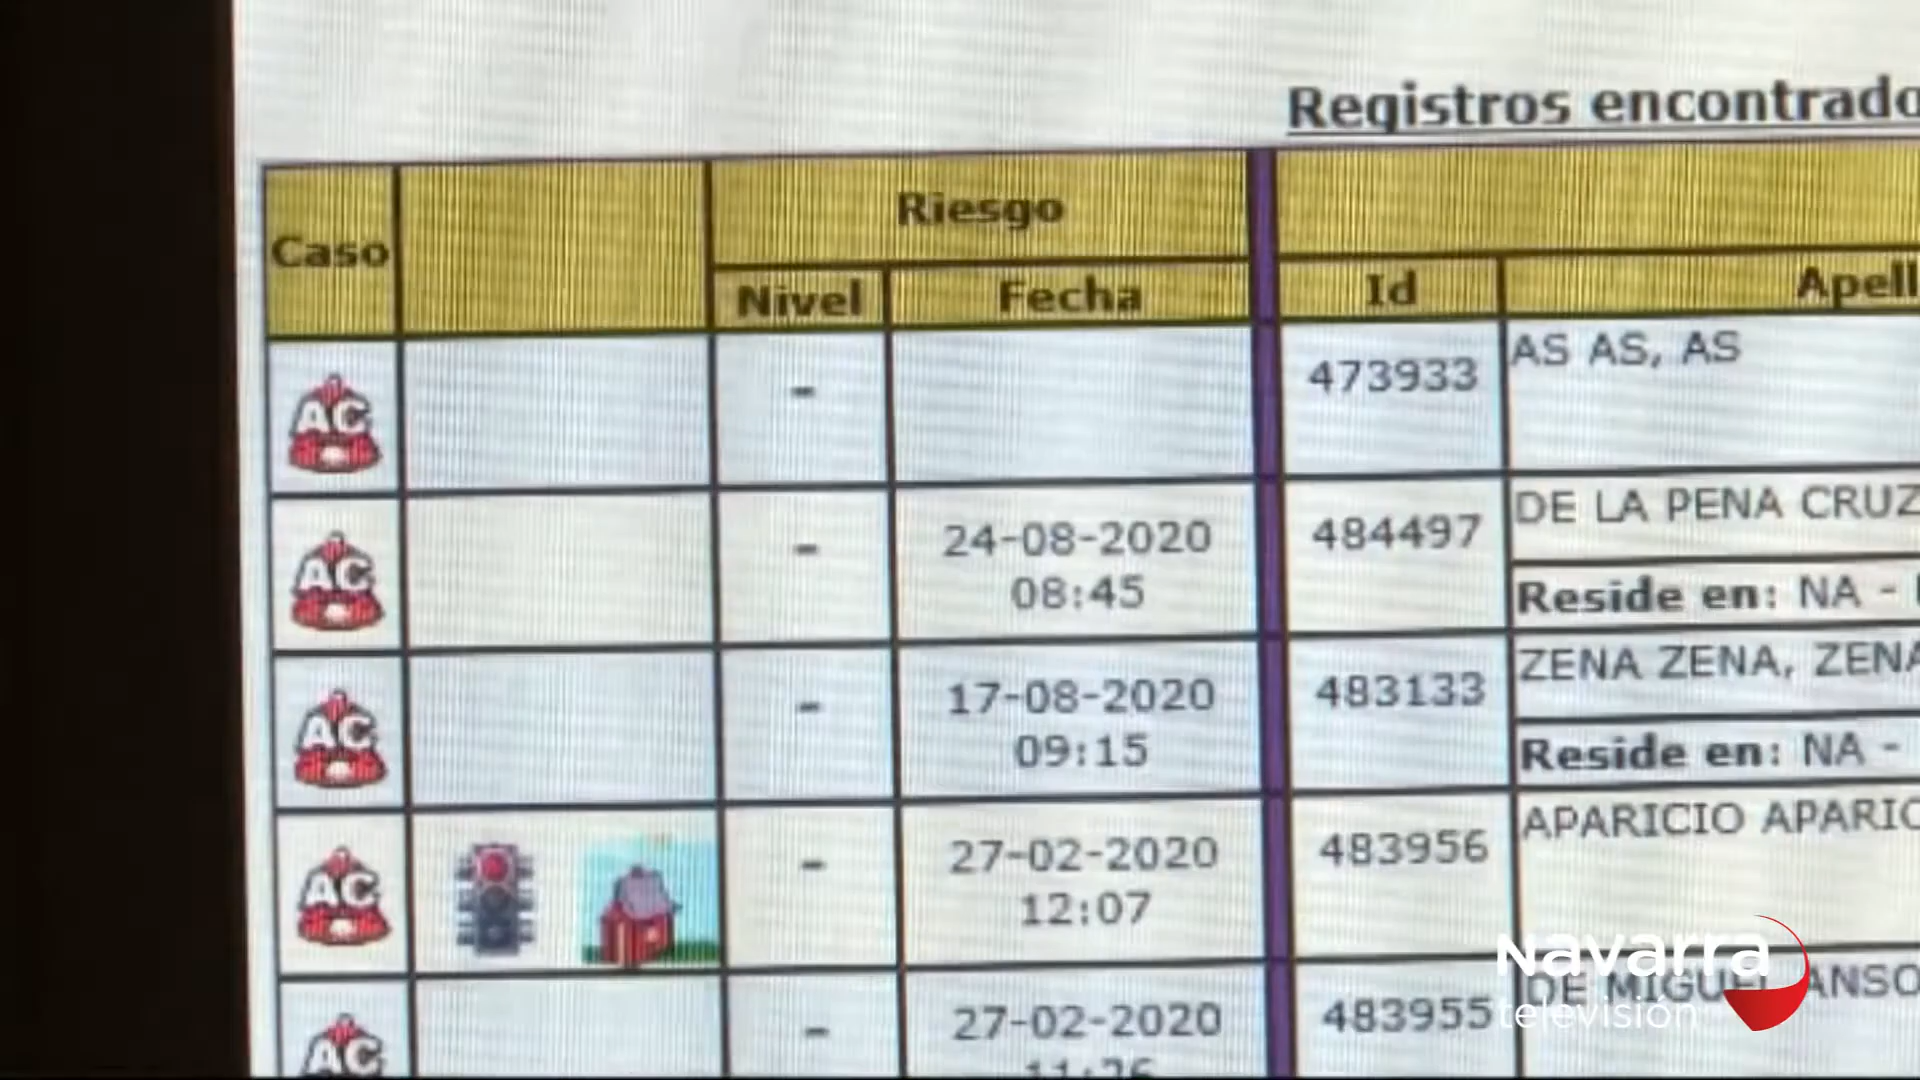 Registros encontrado
Caso
Riesgo
Nivel
Fecha
Id
Apell
AC
-
473933
AS AS, AS
AC
-
24-08-2020
08:45
484497
DE LA PENA CRUZ
Reside en: NA -
AC
-
17-08-2020
09:15
483133
ZENA ZENA, ZENA
Reside en: NA -
AC
-
27-02-2020
12:07
483956
APARICIO APARIC
AC
-
27-02-2020
11:26
483955
DE MIGUEL ANSO
Navarra
televisión